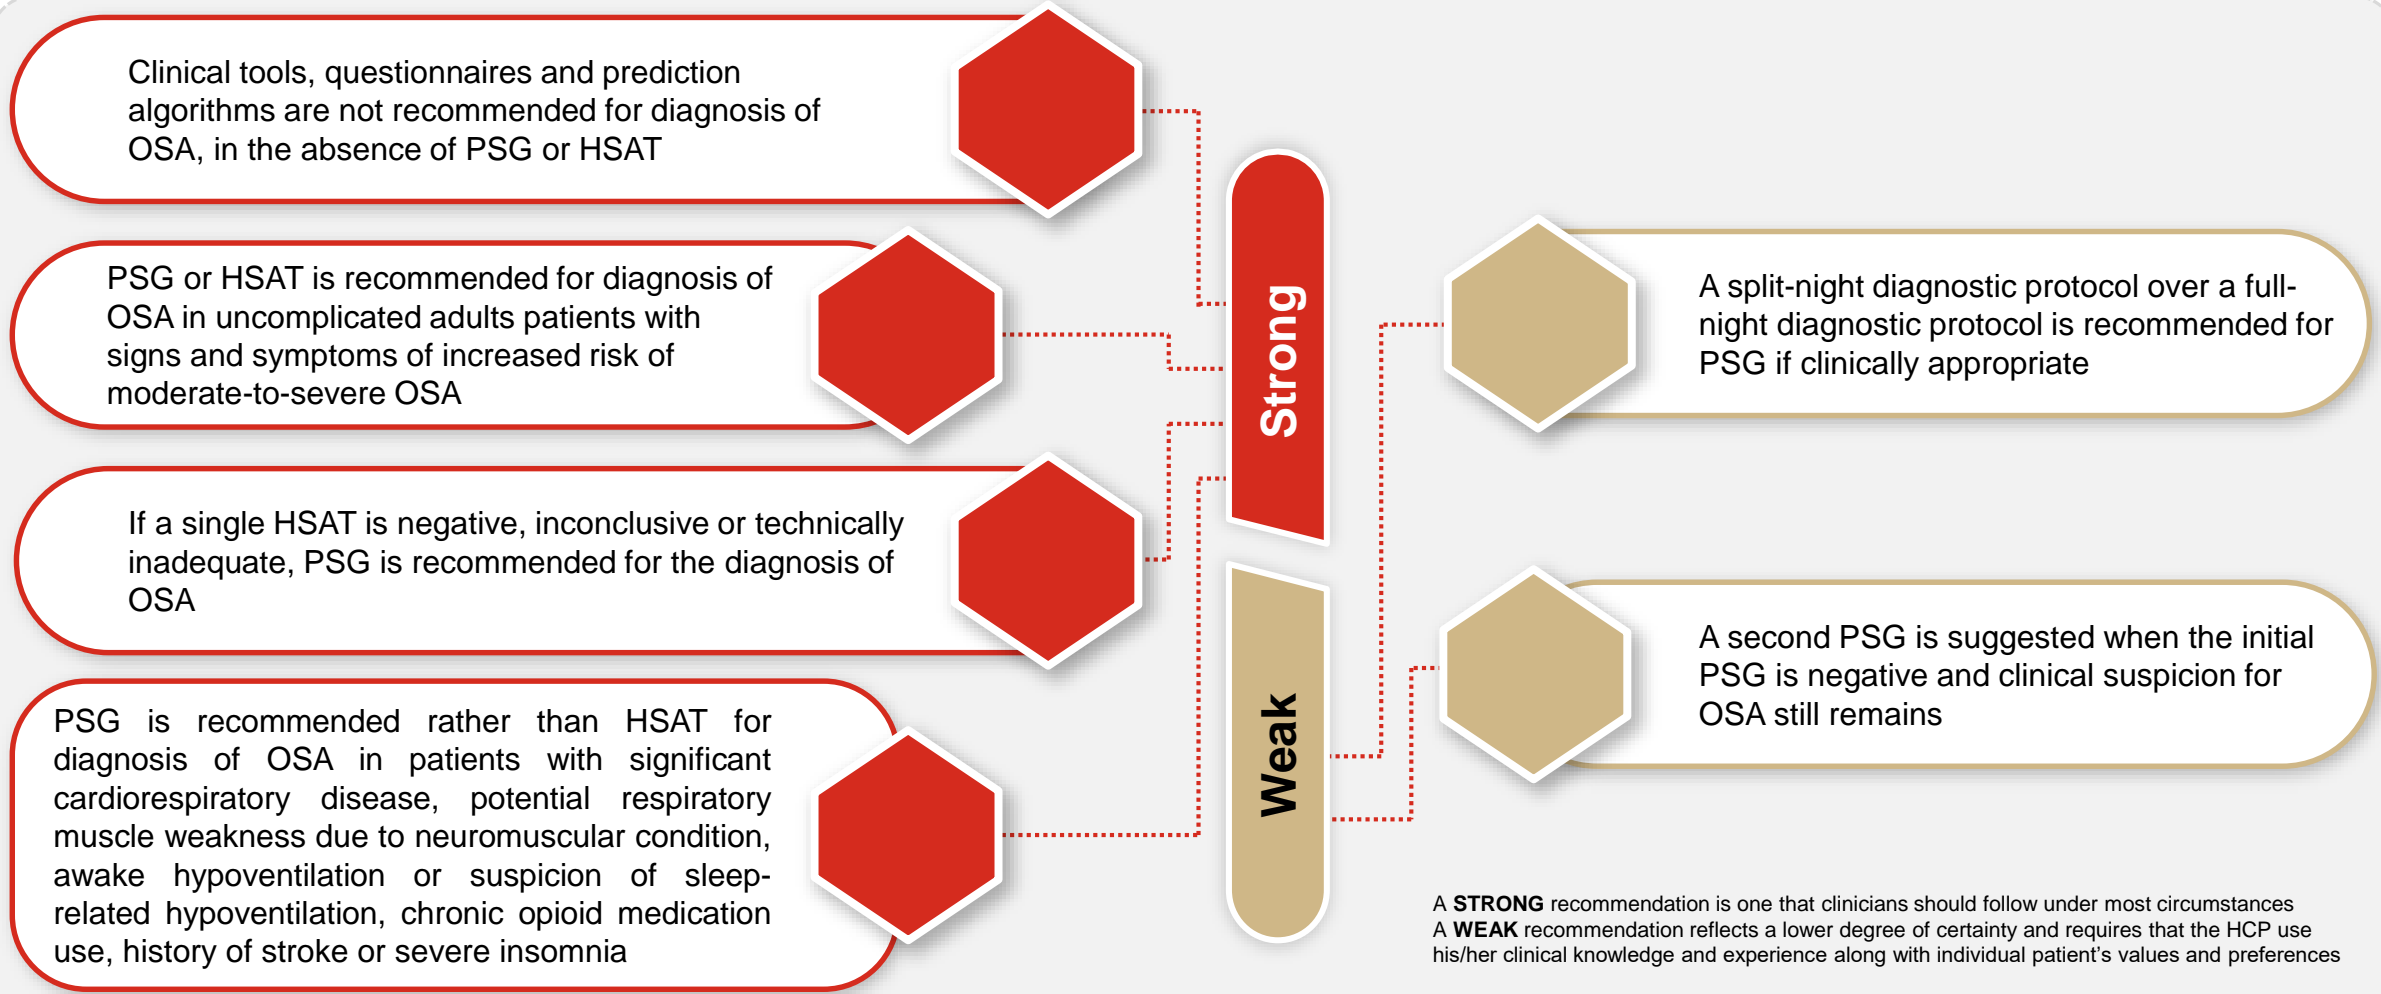 Clinical tools, questionnaires and prediction
algorithms are not recommended for diagnosis of
OSA, in the absence of PSG or HSAT
PSG or HSAT is recommended for diagnosis of
OSA in uncomplicated adults patients with
signs and symptoms of increased risk of
moderate-to-severe OSA
If a single HSAT is negative, inconclusive or technically
inadequate, PSG is recommended for the diagnosis of
OSA
PSG is recommended rather than HSAT for
diagnosis of OSA in patients with significant
cardiorespiratory disease, potential respiratory
muscle weakness due to neuromuscular condition,
awake hypoventilation or suspicion of sleep-
related hypoventilation, chronic opioid medication
use, history of stroke or severe insomnia
Strong
Weak
A split-night diagnostic protocol over a full-
night diagnostic protocol is recommended for
PSG if clinically appropriate
A second PSG is suggested when the initial
PSG is negative and clinical suspicion for
OSA still remains
A STRONG recommendation is one that clinicians should follow under most circumstances
A WEAK recommendation reflects a lower degree of certainty and requires that the HCP use
his/her clinical knowledge and experience along with individual patient's values and preferences